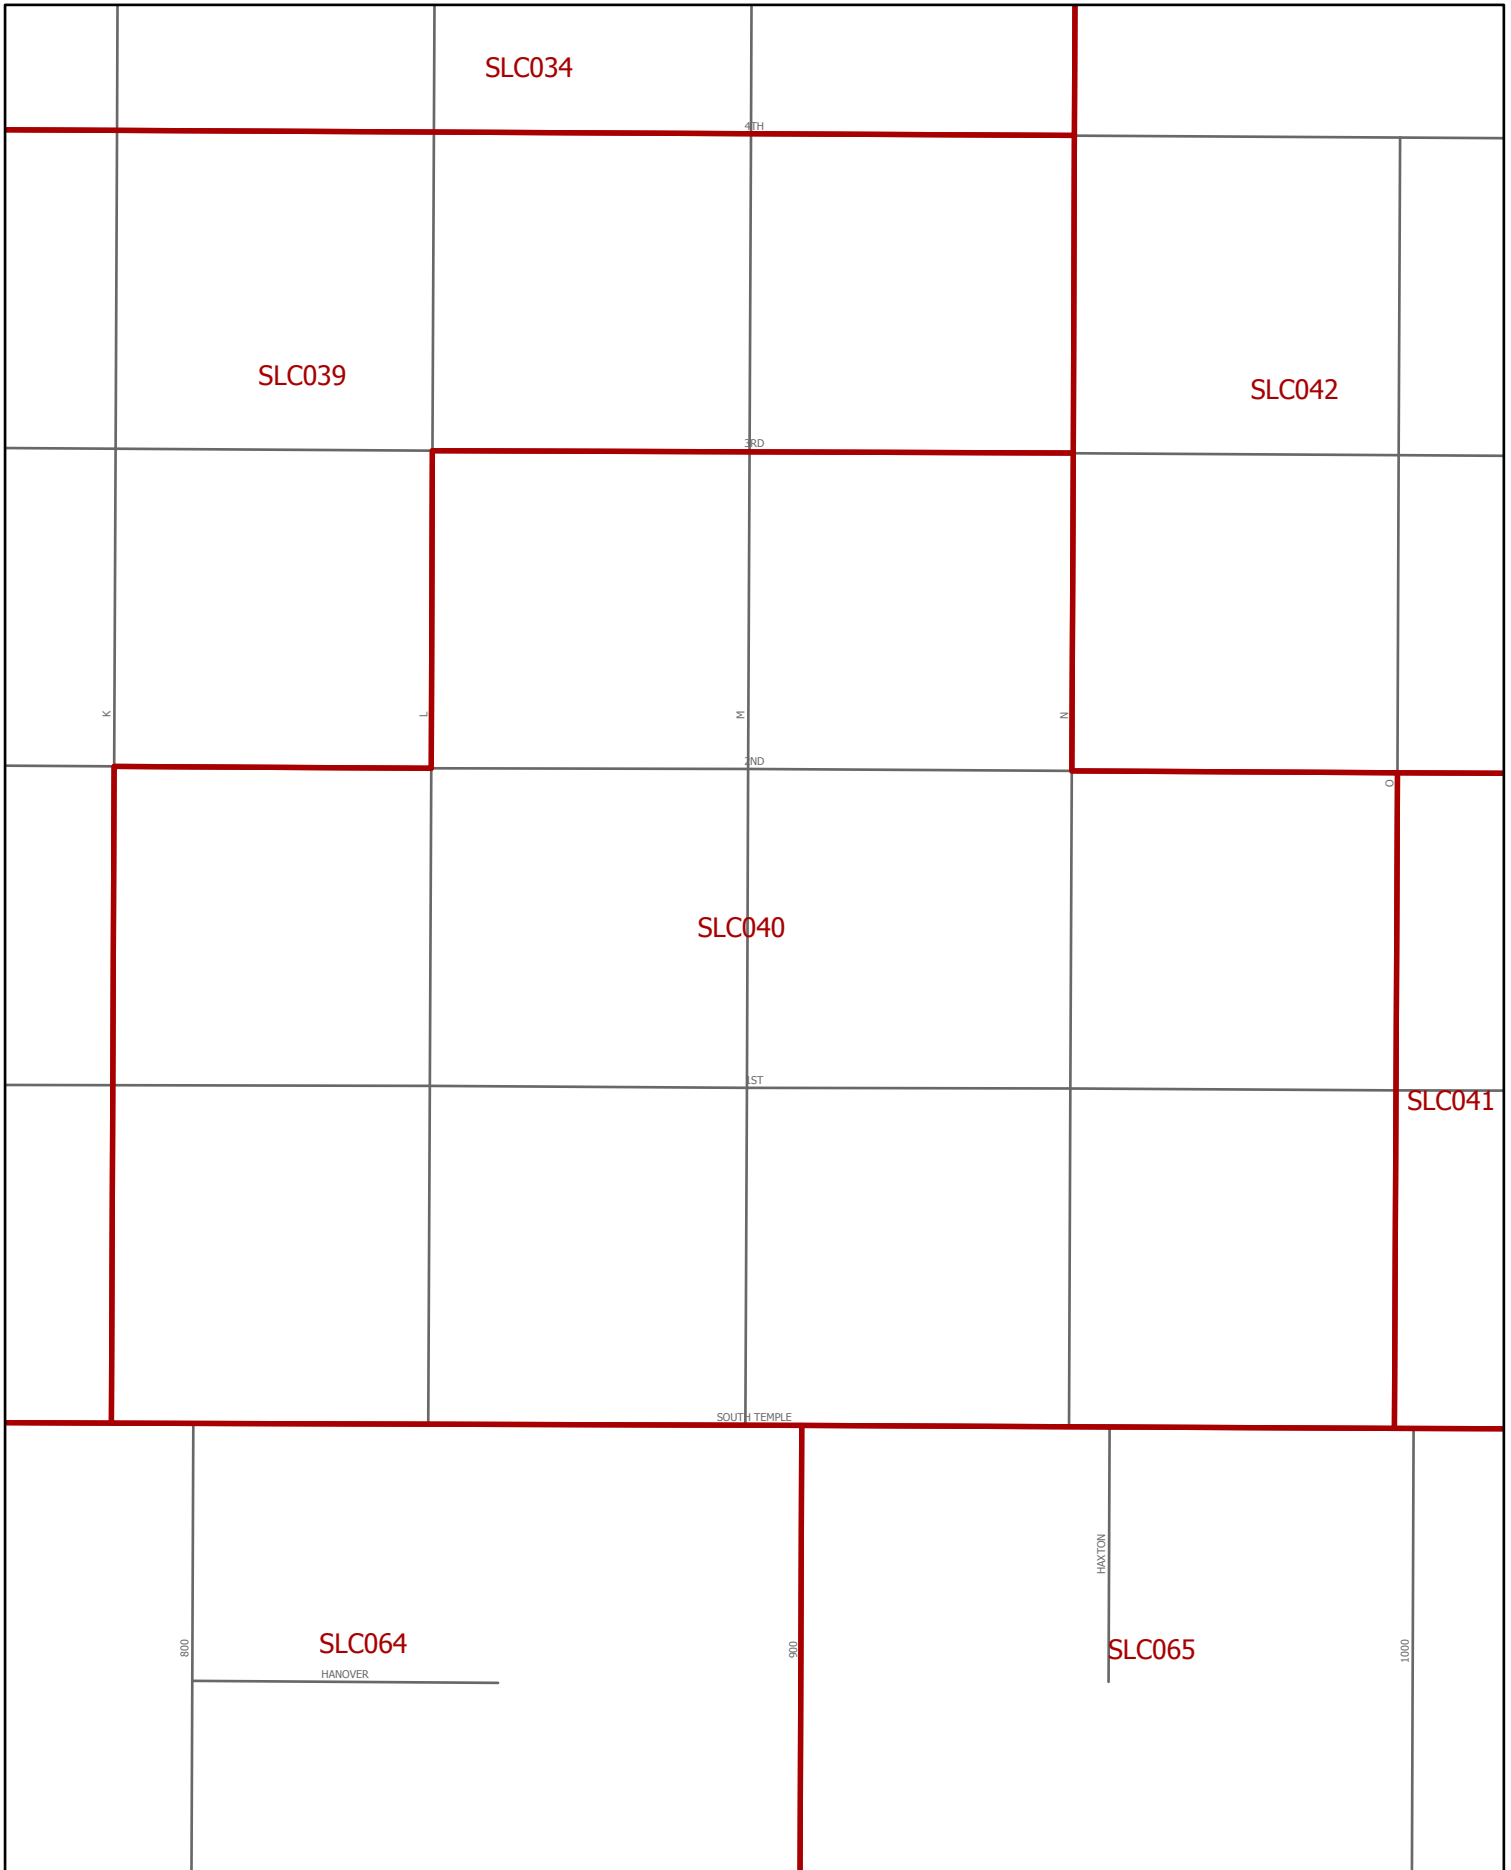 SLC034
4TH
SLC039
SLC042
3RD
K
L
M
N
2ND
O
SLC040
1ST
SLC041
SOUTH TEMPLE
HAXTON
800
SLC064
900
SLC065
1000
HANOVER